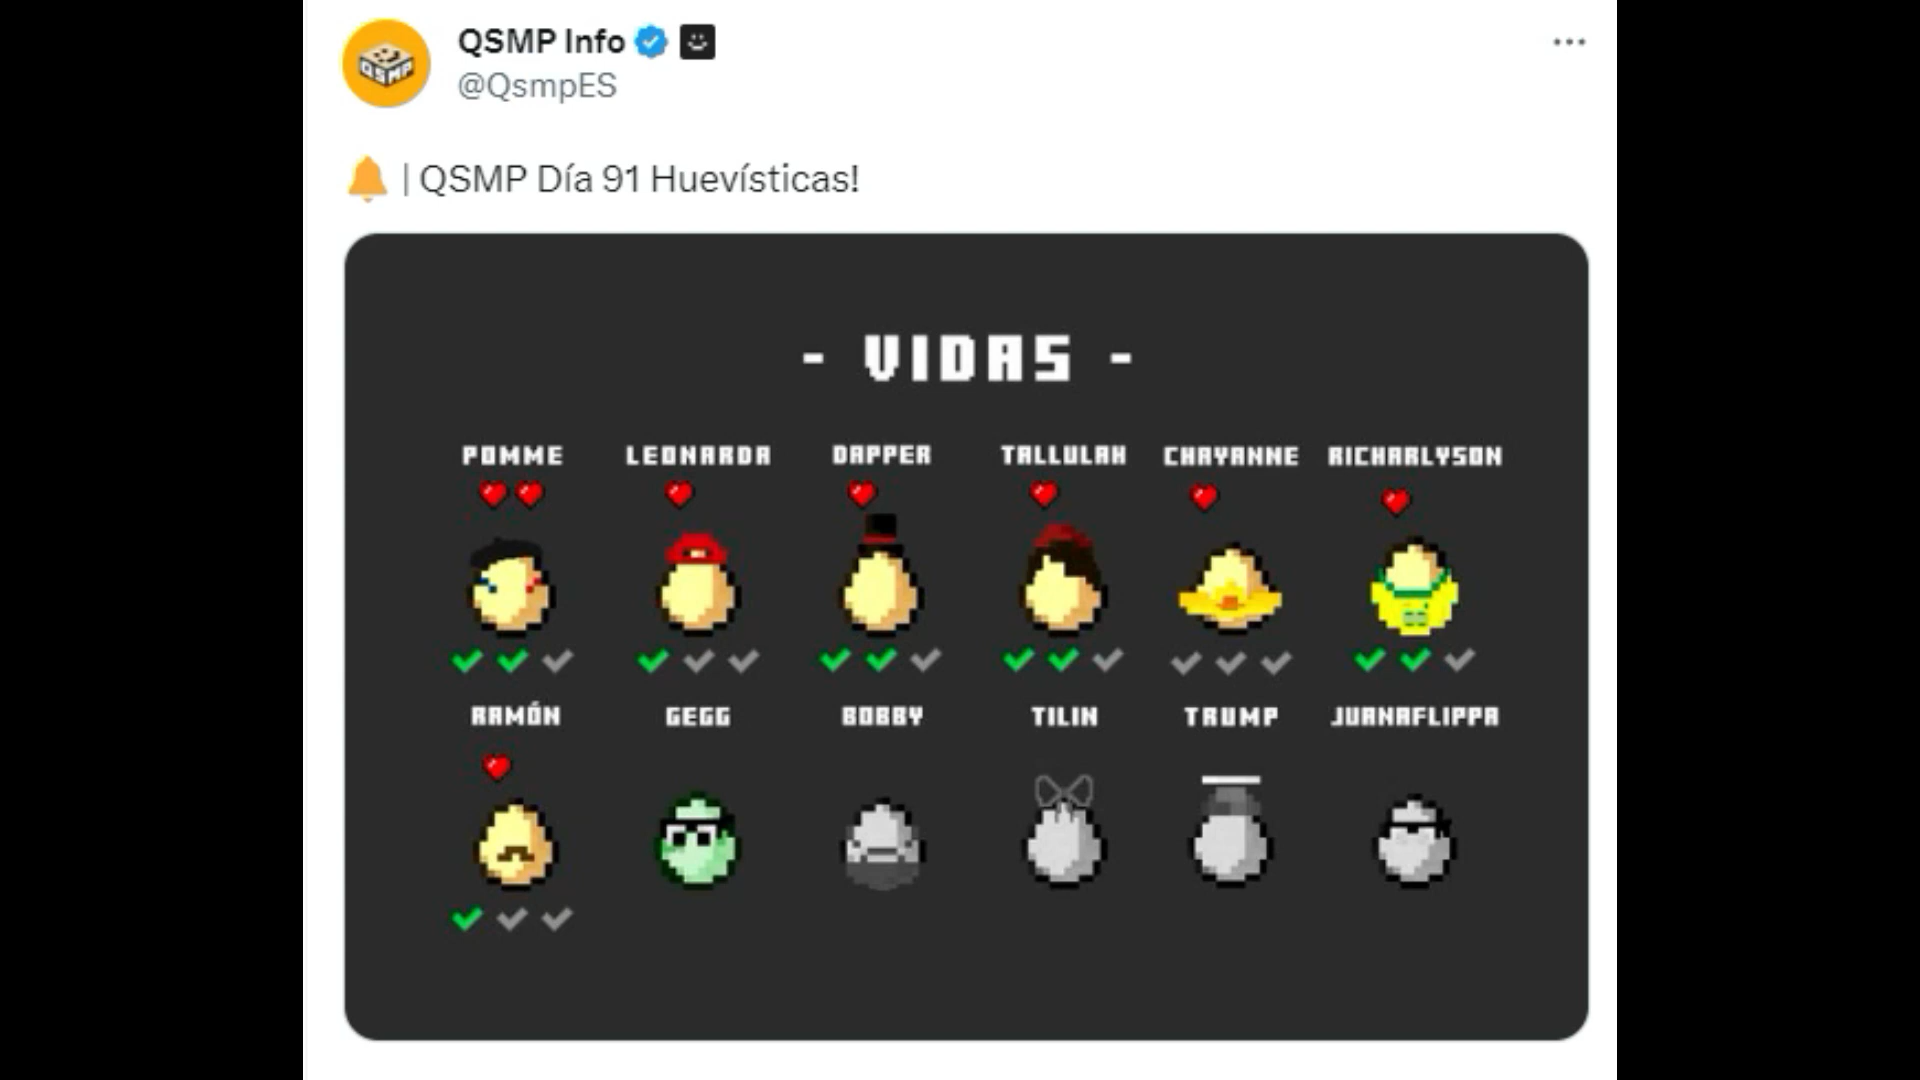 QSMP Info
@QsmpES
QSMP
| QSMP Día 91 Huevísticas!
- VIDAS -
POMME LEONARDA DAPPER TALLULAH CHAYANNE RICHARLYSON
RAMÓN GEGG BOBBY TILIN TRUMP JUANAFLIPPA